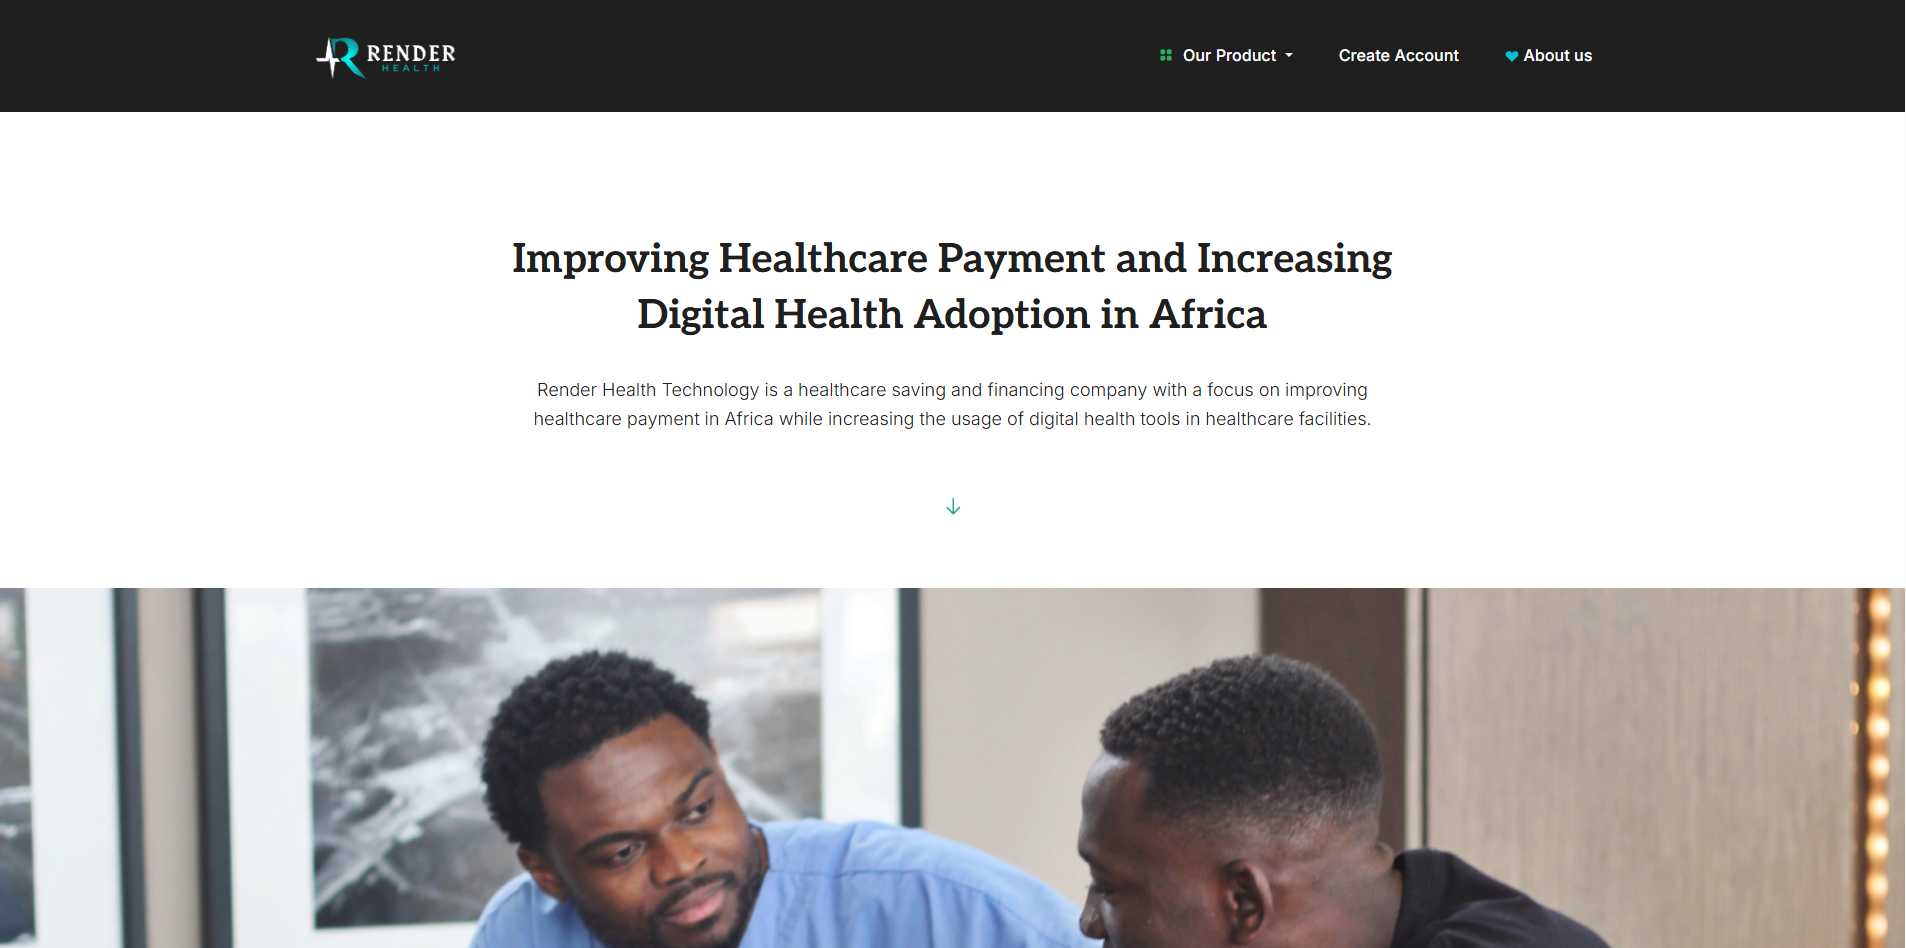 RENDER
HEALTH
Our Product
Create Account
About us
Improving Healthcare Payment and Increasing
Digital Health Adoption in Africa
Render Health Technology is a healthcare saving and financing company with a focus on improving
healthcare payment in Africa while increasing the usage of digital health tools in healthcare facilities.